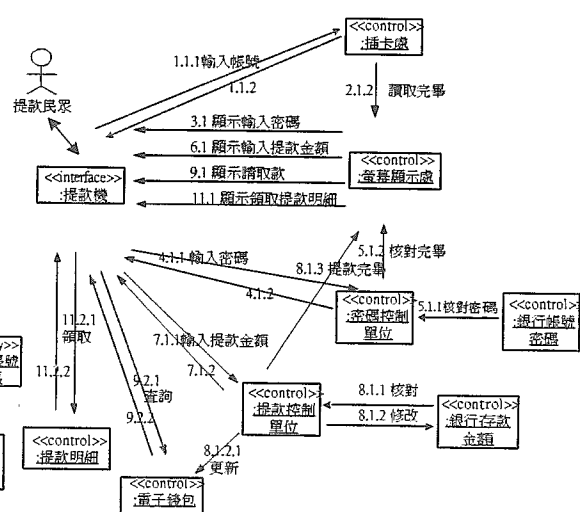 <<control>>
:插卡處
1.1.1輸入帳號
1.1.2
提款民眾
2.1.2 讀取完畢
3.1 顯示輸入密碼
6.1 顯示輸入提款金額
9.1 顯示請取款
11.1 顯示領取提款明細
<<interface>>
:提款機
<<control>>
:螢幕顯示處
4.1.1 輸入密碼
4.1.2
8.1.3 提款完畢
5.1.2 核對完畢
<<control>>
:密碼控制
單位
5.1.1核對密碼
<<control>>
:銀行帳號
密碼
11.2.1
領取
11.2.2
7.1.1輸入提款金額
7.1.2
9.2.1
查詢
9.2.2
y>>
帳號
<<control>>
:提款控制
單位
8.1.1 核對
8.1.2 修改
<<control>>
:銀行存款
金額
<<control>>
:提款明細
8.1.2.1
更新
<<control>>
:電子錢包